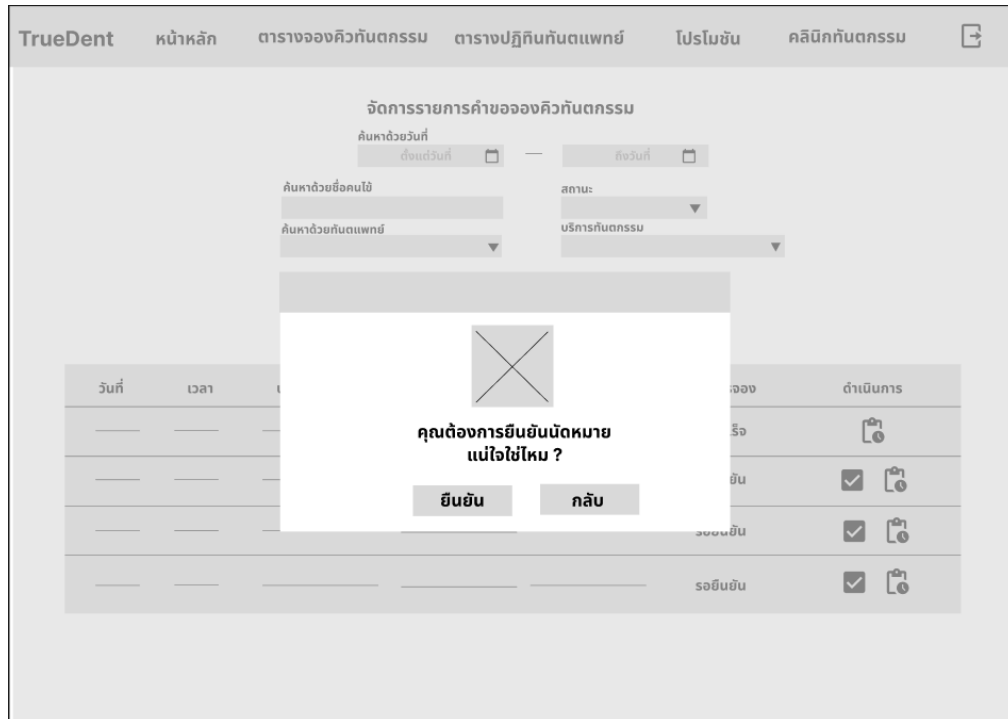 TrueDent หน้าหลัก ตารางจองคิวทันตกรรม ตารางปฏิทินทันตแพทย์ โปรโมชัน คลินิกทันตกรรม
จัดการรายการคำขอจองคิวทันตกรรม
ค้นหาด้วยวันที่
ตั้งแต่วันที่ ถึงวันที่
ค้นหาด้วยชื่อคนไข้ สถานะ
ค้นหาด้วยทันตแพทย์ บริการทันตกรรม
คุณต้องการยืนยันนัดหมาย
แน่ใจใช่ไหม ?
ยืนยัน กลับ
วันที่ เวลา ดำเนินการ
รอยืนยัน
รอยืนยัน